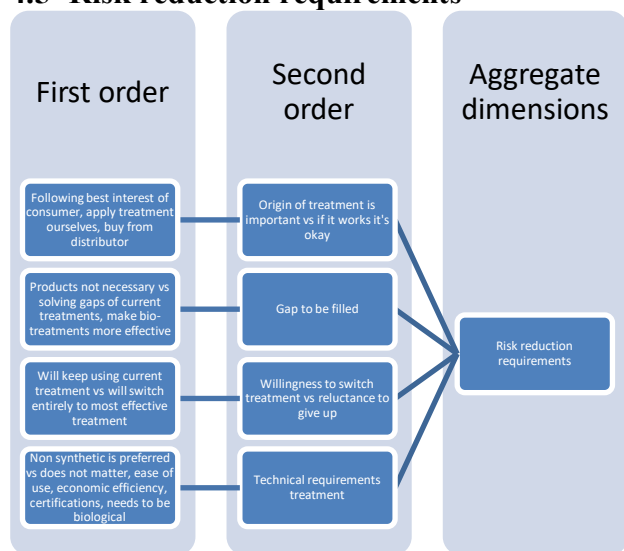 4.3 Risk reduction requirements
First order
Second
order
Aggregate
dimensions
Following best interest of
consumer, apply treatment
ourselves, buy from
distributor
Origin of treatment is
important vs if it works it's
okay
Products not necessary vs
solving gaps of current
treatments, make bio-
treatments more effective
Gap to be filled
Risk reduction
requirements
Will keep using current
treatment vs will switch
entirely to most effective
treatment
Willingness to switch
treatment vs reluctance to
give up
Non synthetic is preferred
vs does not matter, ease of
use, economic efficiency,
certifications, needs to be
biological
Technical requirements
treatment